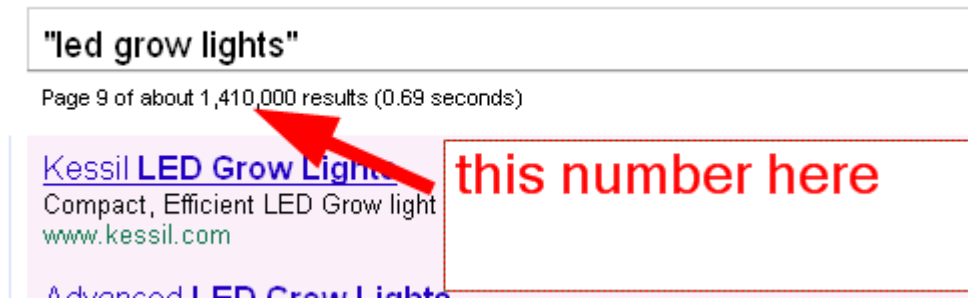 "led grow lights"
Page 9 of about 1,410,000 results (0.69 seconds)
Kessil LED Grow Lights
this number here
Compact, Efficient LED Grow light
www.kessil.com
Advanced LED Grow Lights